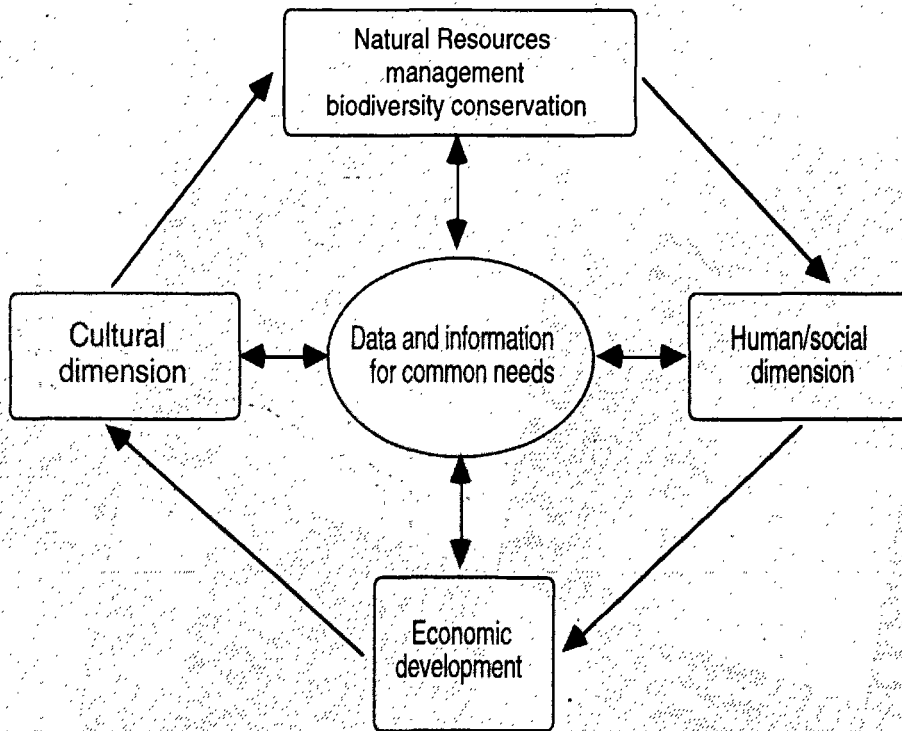 Natural Resources
management
biodiversity conservation
Cultural
dimension
Data and information
for common needs
Human/social
dimension
Economic
development